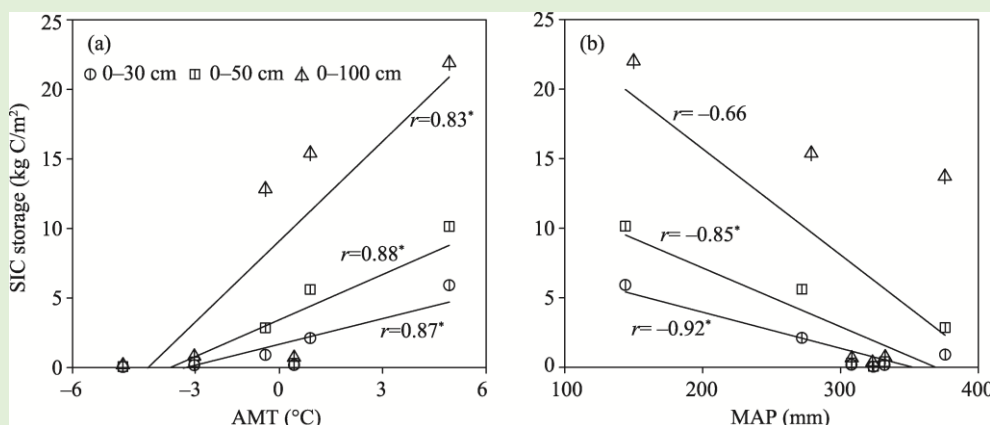 (a)
0–30 cm 0–50 cm 0–100 cm
r=0.83*
r=0.88*
r=0.87*
SIC storage (kg C/m²)
25
20
15
10
5
0
–6 –3 0 3 6
AMT (°C)
(b)
r= –0.66
r= –0.85*
r= –0.92*
25
20
15
10
5
0
100 200 300 400
MAP (mm)